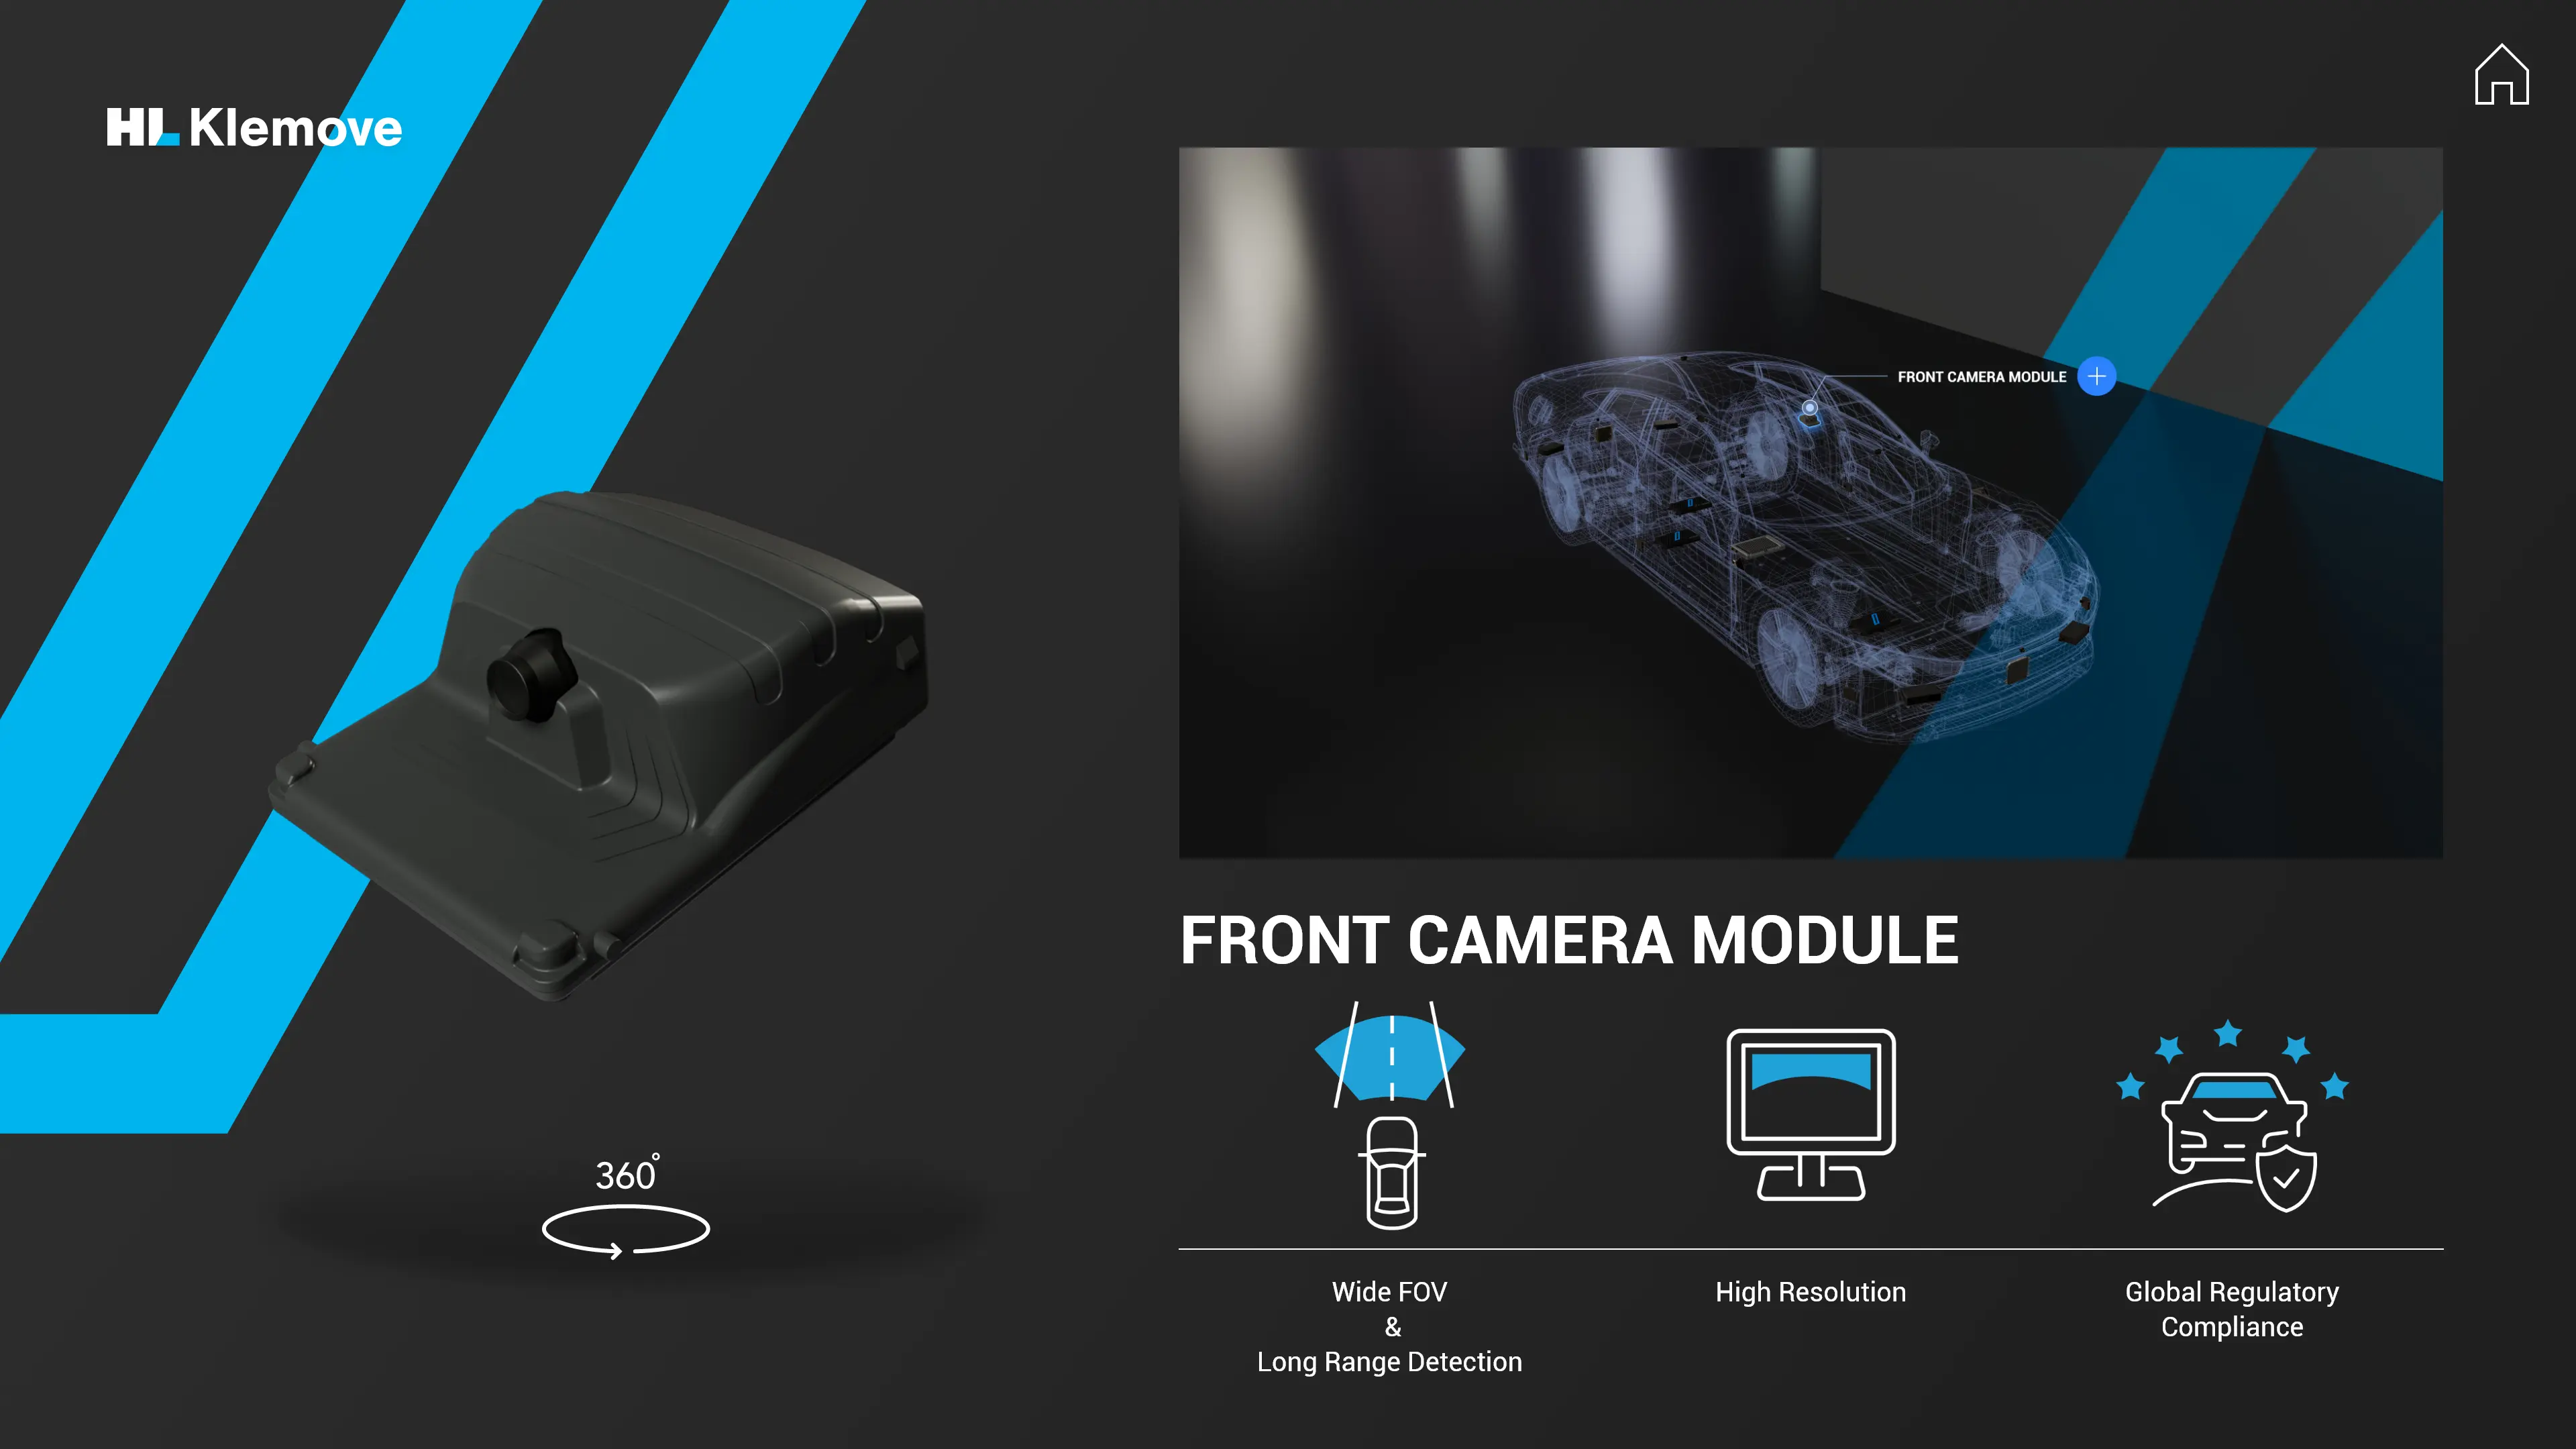 HL Klemove
FRONT CAMERA MODULE
FRONT CAMERA MODULE
360°
Wide FOV
&
Long Range Detection
High Resolution
Global Regulatory
Compliance